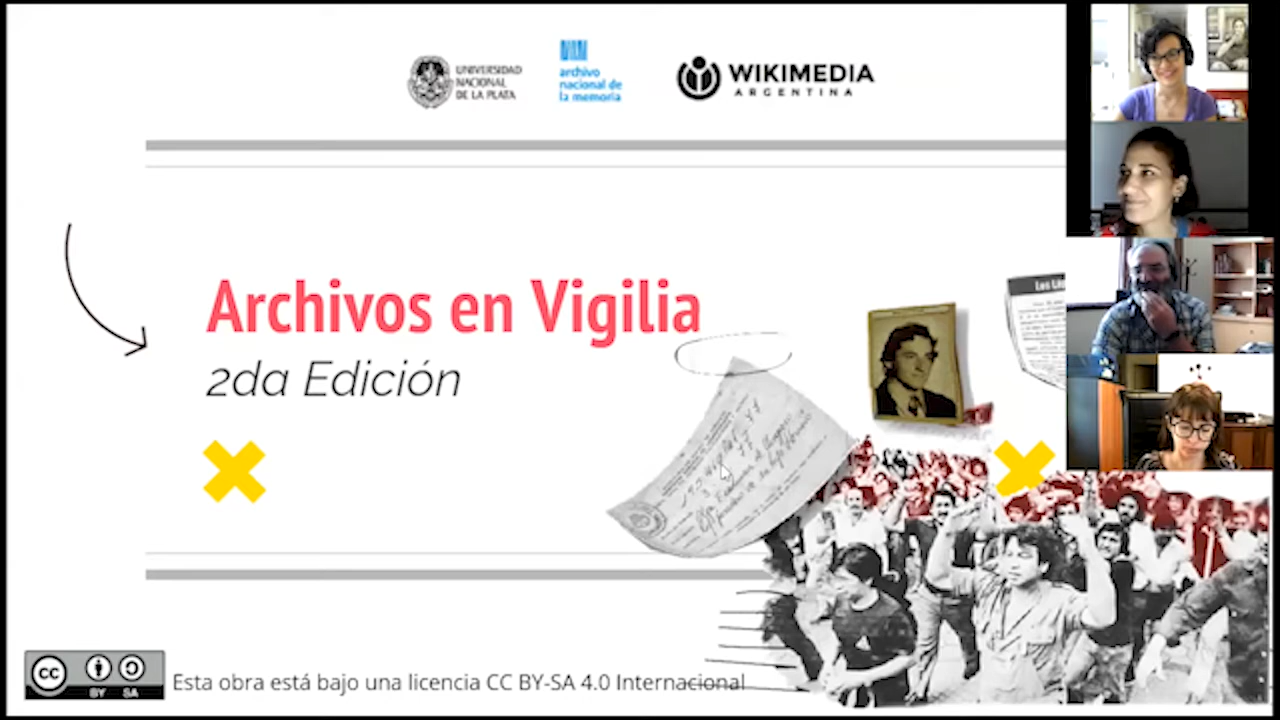 UNIVERSIDAD
NACIONAL
DE LA PLATA
archivo
nacional de
la memoria
WIKIMEDIA
ARGENTINA
Archivos en Vigilia
2da Edición
cc
BY SA
Esta obra está bajo una licencia CC BY-SA 4.0 Internacional